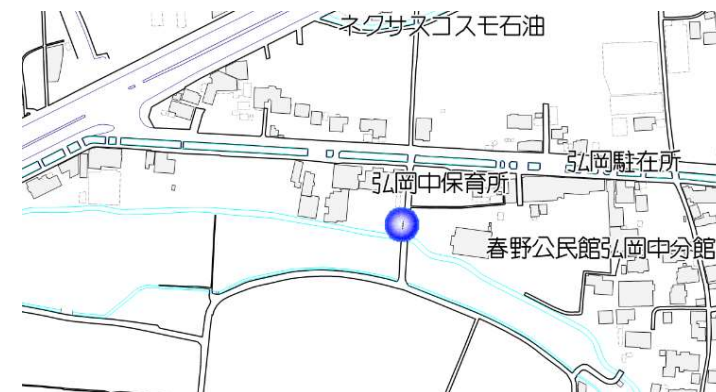 ネクサスコスモ石油
弘岡駐在所
弘岡中保育所
春野公民館弘岡中分館